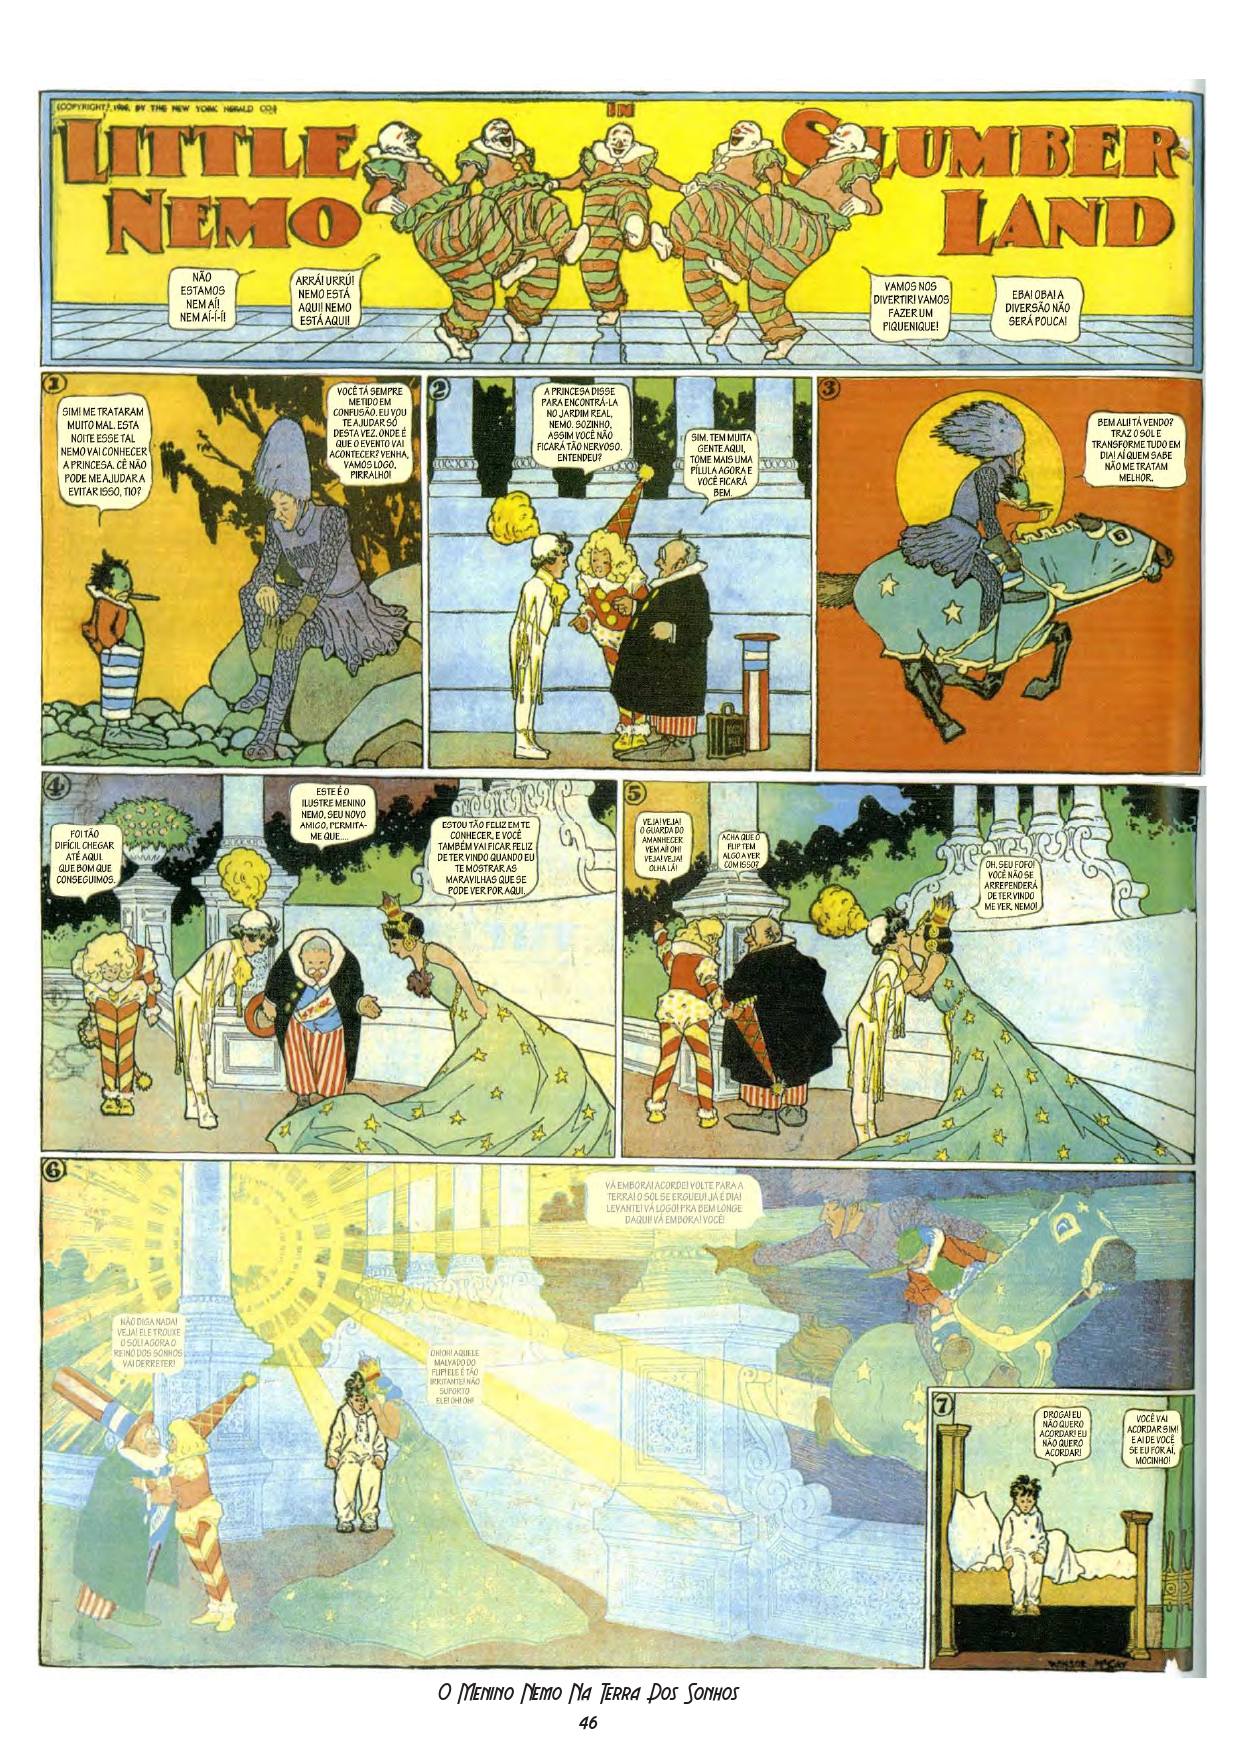 (COPYRIGHT, 1906, BY THE NEW YORK HERALD CO.)
LITTLE
NEMO
IN
SLUMBER-
LAND
NÃO
ESTAMOS
NEM AÍ!
NEM AÍ-Í-Í!
ARRÁ! URRÚ!
NEMO ESTÁ
AQUI! NEMO
ESTÁ AQUI!
VAMOS NOS
DIVERTIR! VAMOS
FAZER UM
PIQUENIQUE!
EBA! OBA! A
DIVERSÃO NÃO
SERÁ POUCA!
1
SIM! ME TRATARAM
MUITO MAL. ESTA
NOITE ESSE TAL
NEMO VAI CONHECER
A PRINCESA. CÊ NÃO
PODE ME AJUDAR A
EVITAR ISSO, TIO?
VOCÊ TÁ SEMPRE
METIDO EM
CONFUSÃO. EU VOU
TE AJUDAR SÓ
DESTA VEZ. ONDE É
QUE O EVENTO VAI
ACONTECER? VENHA,
VAMOS LOGO,
PIRRALHO!
2
A PRINCESA DISSE
PARA ENCONTRÁ-LA
NO JARDIM REAL,
NEMO. SOZINHO,
ASSIM VOCÊ NÃO
FICARÁ TÃO NERVOSO.
ENTENDEU?
SIM. TEM MUITA
GENTE AQUI,
TOME MAIS UMA
PÍLULA AGORA E
VOCÊ FICARÁ
BEM.
3
BEM ALI! TÁ VENDO?
TRAZ O SOL E
TRANSFORME TUDO EM
DIA! AÍ QUEM SABE
NÃO ME TRATAM
MELHOR.
4
FOI TÃO
DIFÍCIL CHEGAR
ATÉ AQUI.
QUE BOM QUE
CONSEGUIMOS.
ESTE É O
ILUSTRE MENINO
NEMO, SEU NOVO
AMIGO, PERMITA-
ME QUE....
ESTOU TÃO FELIZ EM TE
CONHECER, E VOCÊ
TAMBÉM VAI FICAR FELIZ
DE TER VINDO QUANDO EU
TE MOSTRAR AS
MARAVILHAS QUE SE
PODE VER POR AQUI.
5
VEJA! VEJA!
O GUARDA DO
AMANHECER
VEM AÍ! OH!
VEJA! VEJA!
OLHA LÁ!
ACHA QUE O
FLIP TEM
ALGO A VER
COM ISSO?
OH, SEU FOFO!
VOCÊ NÃO SE
ARREPENDERÁ
DE TER VINDO
ME VER, NEMO!
6
VÁ EMBORA! ACORDE! VOLTE PARA A
TERRA! O SOL SE ERGUEU! JÁ É DIA!
LEVANTE! VÁ LOGO! PRA BEM LONGE
DAQUI! VÁ EMBORA! VOCÊ!
NÃO DIGA NADA!
VEJA! ELE TROUXE
O SOL! AGORA O
REINO DOS SONHOS
VAI DERRETER!
OH! OH! AQUELE
MALVADO DO
FLIP! ELE É TÃO
IRRITANTE! NÃO
SUPORTO
ELE! OH! OH!
7
DROGA! EU
NÃO QUERO
ACORDAR! EU
NÃO QUERO
ACORDAR!
VOCÊ VAI
ACORDAR SIM!
E AI DE VOCÊ
SE EU FOR AÍ,
MOCINHO!
WINSOR McCAY
O MENINO NEMO NA TERRA DOS SONHOS
46